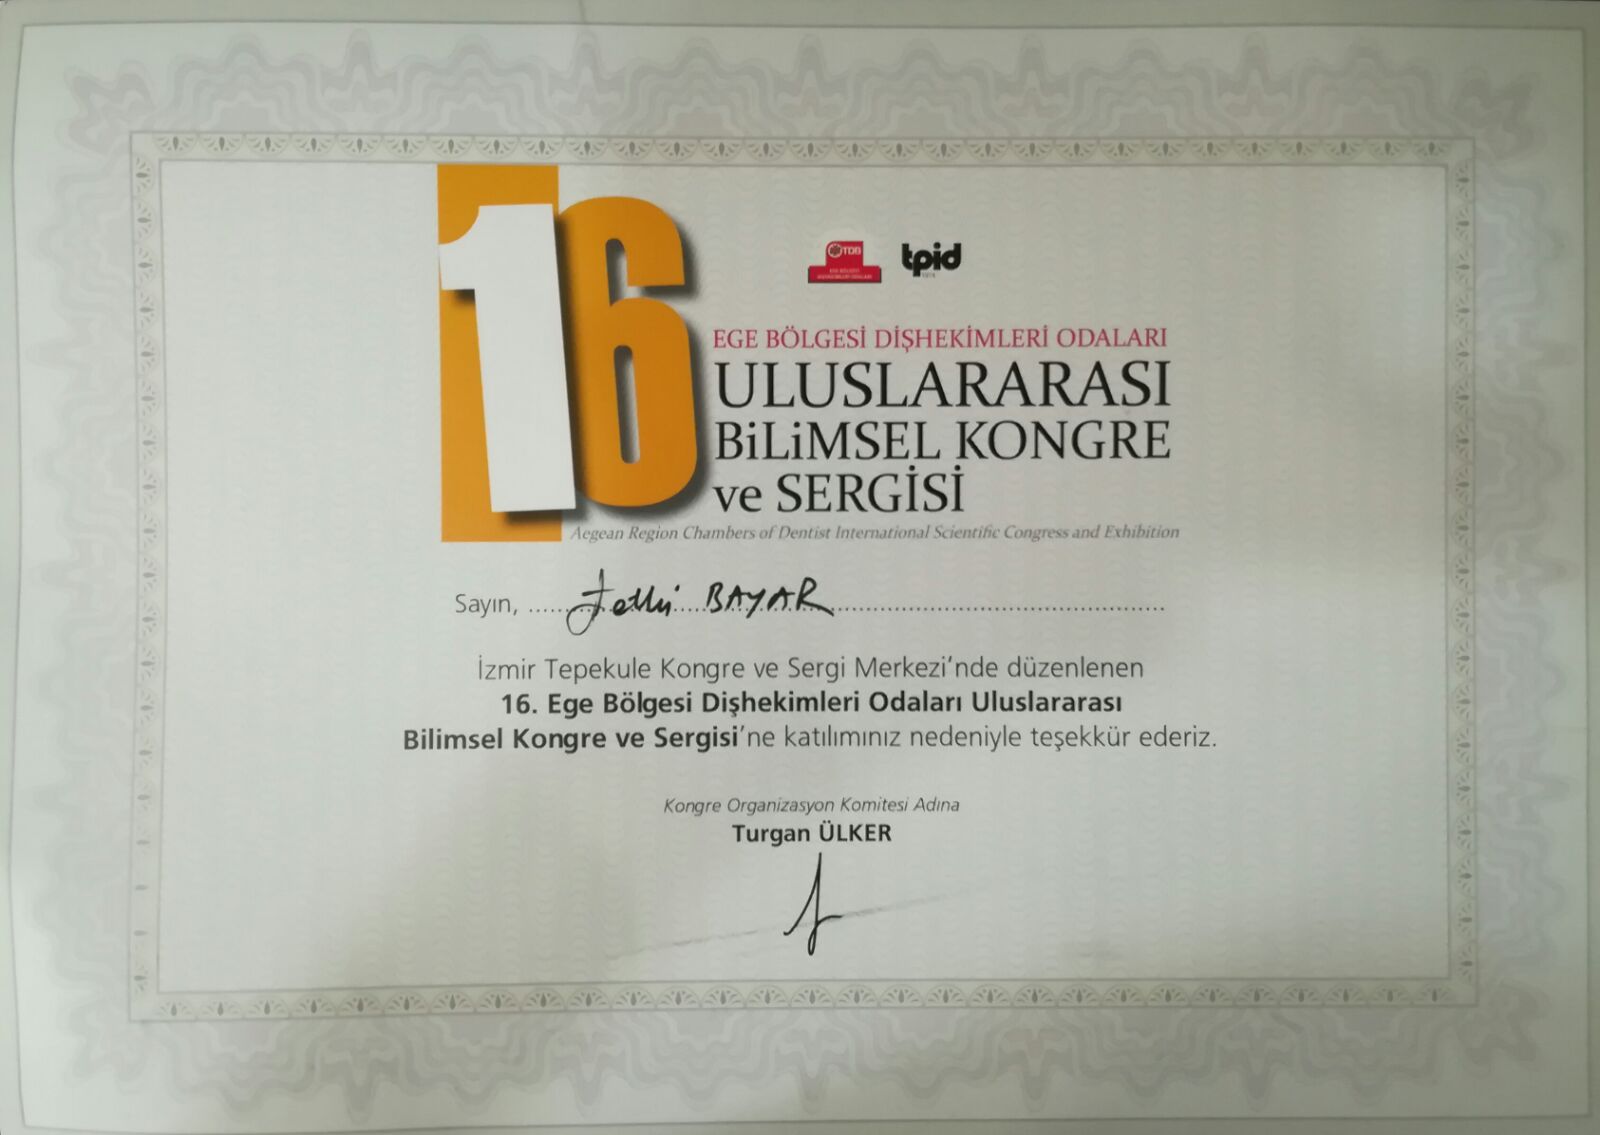 16
TDB
tpid
EGE BÖLGESİ DİŞHEKİMLERİ ODALARI
ULUSLARARASI
BiLiMSEL KONGRE
ve SERGİSİ
Aegean Region Chambers of Dentist International Scientific Congress and Exhibition
Sayın, ...... Fethi BAYAR ......
İzmir Tepekule Kongre ve Sergi Merkezi'nde düzenlenen
16. Ege Bölgesi Dişhekimleri Odaları Uluslararası
Bilimsel Kongre ve Sergisi'ne katılımınız nedeniyle teşekkür ederiz.
Kongre Organizasyon Komitesi Adına
Turgan ÜLKER